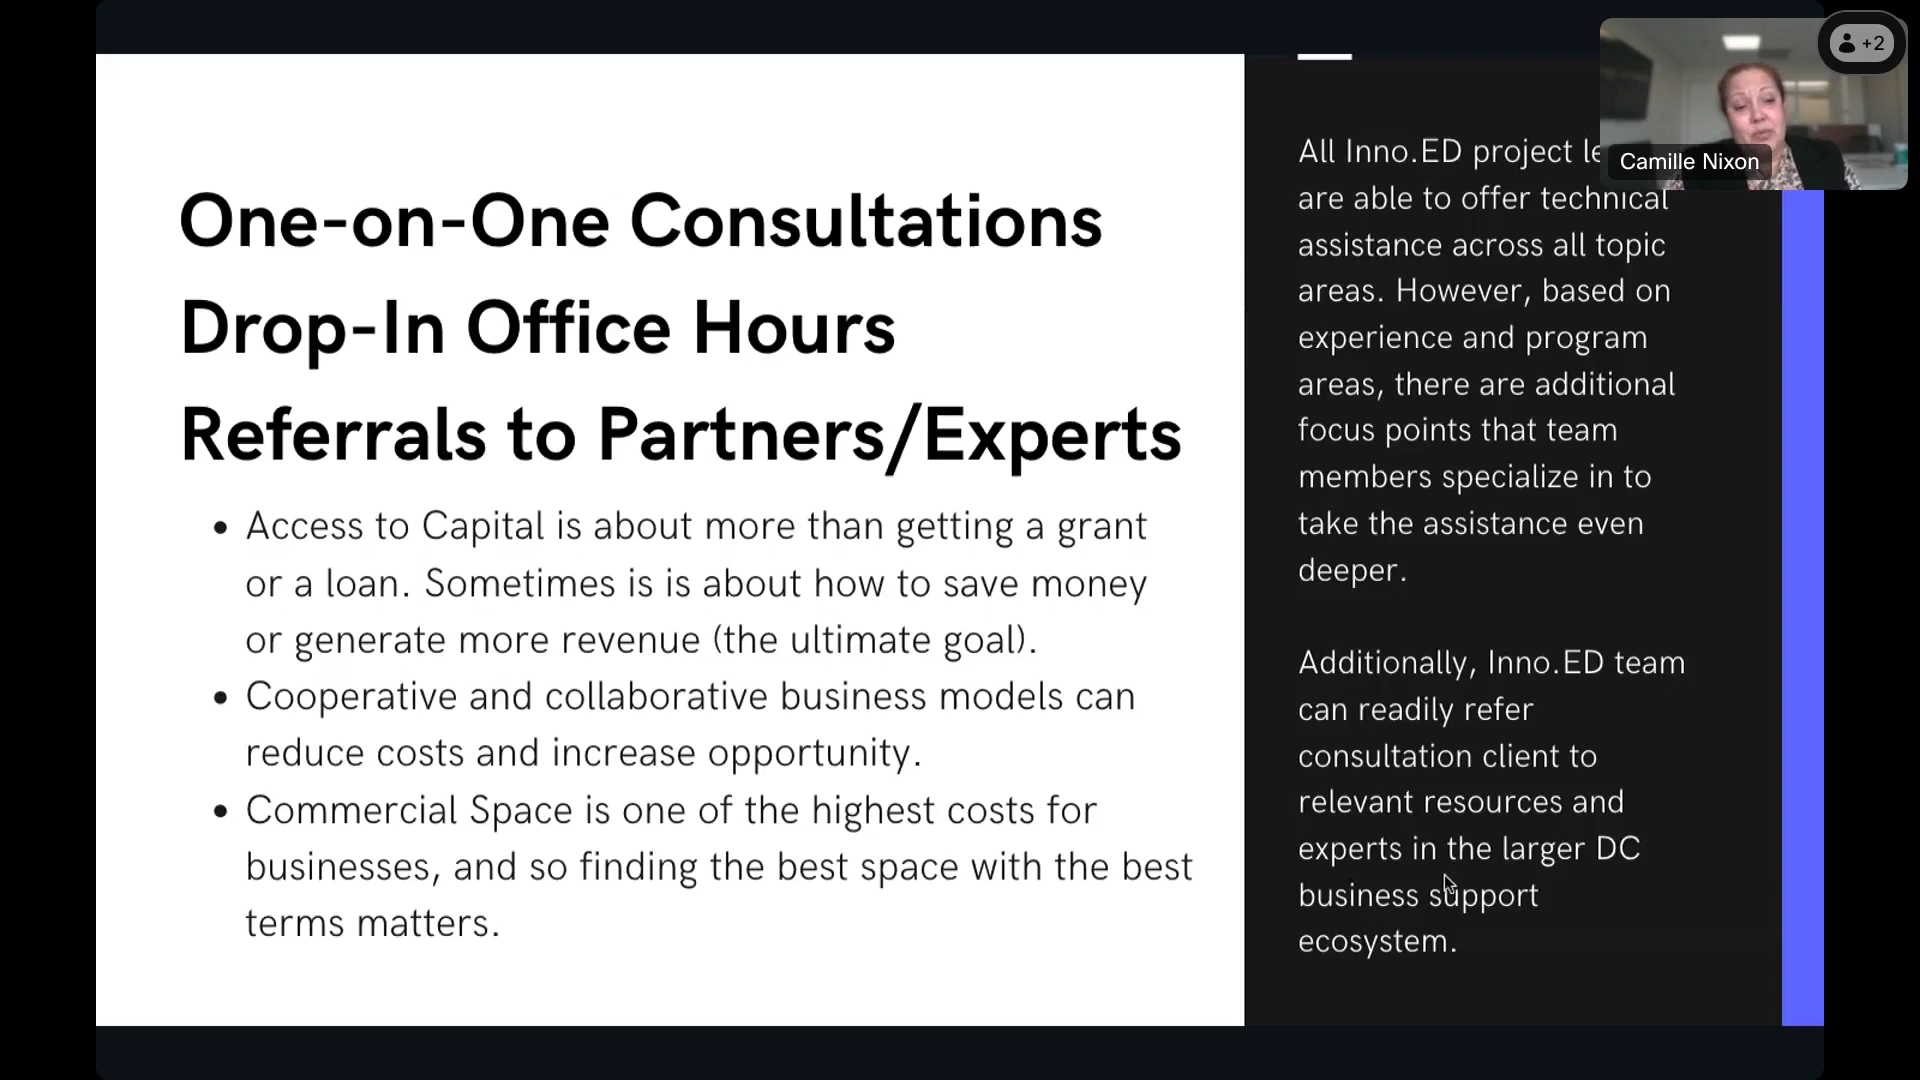 One-on-One Consultations
Drop-In Office Hours
Referrals to Partners/Experts
• Access to Capital is about more than getting a grant
or a loan. Sometimes is is about how to save money
or generate more revenue (the ultimate goal).
• Cooperative and collaborative business models can
reduce costs and increase opportunity.
• Commercial Space is one of the highest costs for
businesses, and so finding the best space with the best
terms matters.
All Inno.ED project
are able to offer technical
assistance across all topic
areas. However, based on
experience and program
areas, there are additional
focus points that team
members specialize in to
take the assistance even
deeper.
Additionally, Inno.ED team
can readily refer
consultation client to
relevant resources and
experts in the larger DC
business support
ecosystem.
+2
Camille Nixon